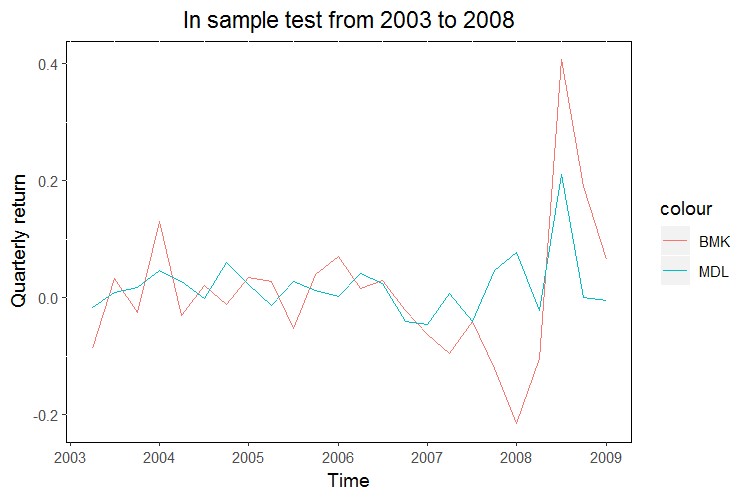 In sample test from 2003 to 2008
Quarterly return
0.4
0.2
0.0
-0.2
2003 2004 2005 2006 2007 2008 2009
Time
colour
BMK
MDL